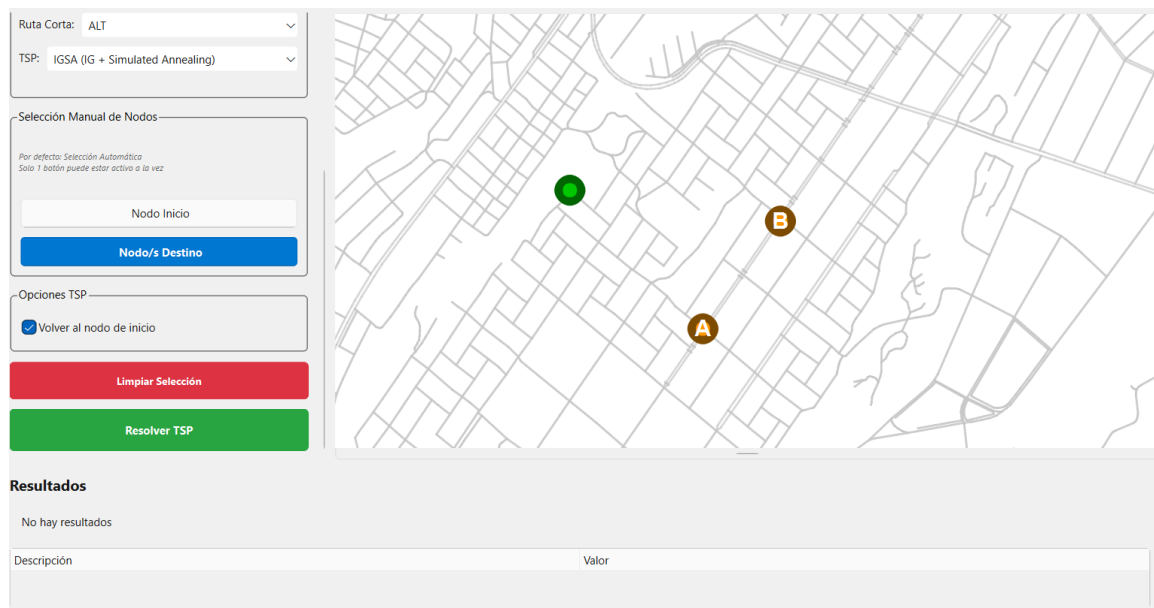 Ruta Corta: ALT
TSP: IGSA (IG + Simulated Annealing)
Selección Manual de Nodos
Por defecto: Selección Automática
Solo 1 botón puede estar activo a la vez
Nodo Inicio
Nodo/s Destino
Opciones TSP
Volver al nodo de inicio
Limpiar Selección
Resolver TSP
B
A
Resultados
No hay resultados
Descripción Valor